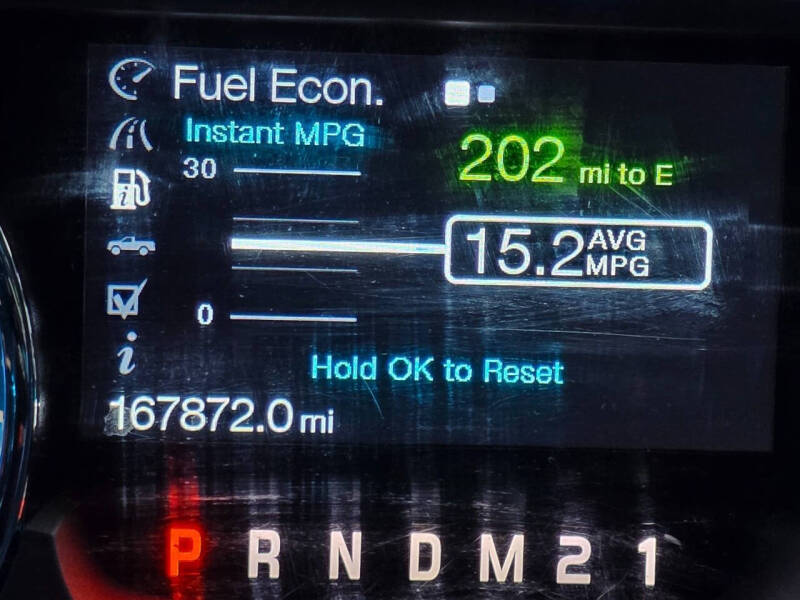 Fuel Econ.
Instant MPG
30
202 mi to E
15.2 AVG MPG
0
Hold OK to Reset
167872.0 mi
P R N D M 2 1